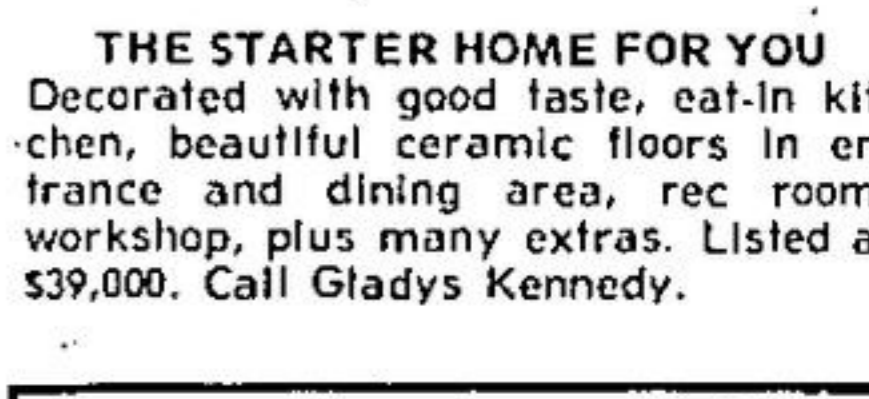 THE STARTER HOME FOR YOU
Decorated with good taste, eat-in kit
chen, beautiful ceramic floors in en
trance and dining area, rec room
workshop, plus many extras. Listed a
$39,000. Call Gladys Kennedy.